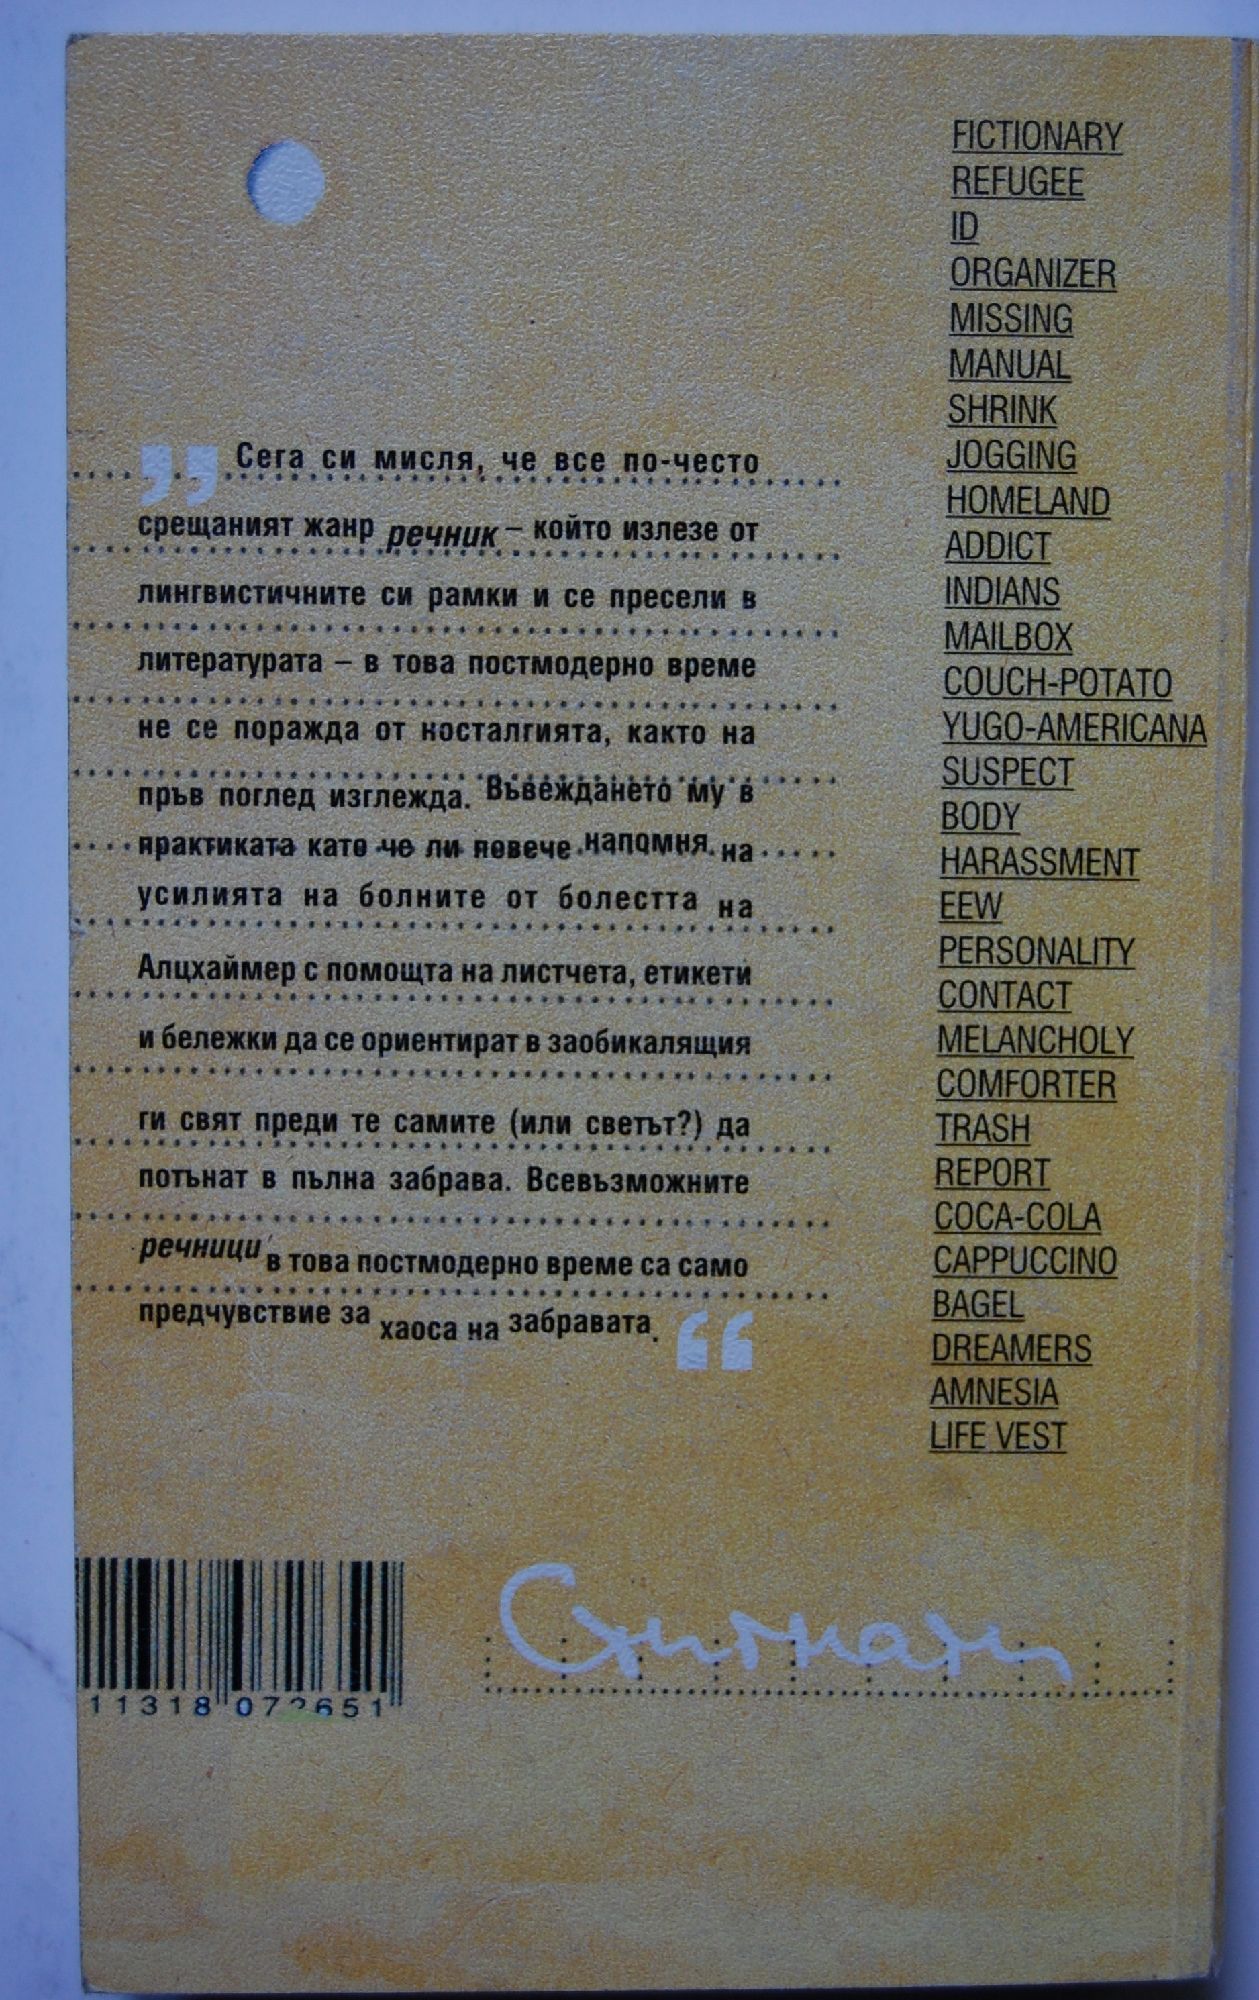 „ Сега си мисля, че все по-често
срещаният жанр речник – който излезе от
лингвистичните си рамки и се пресели в
литературата – в това постмодерно време
не се поражда от носталгията, както на
пръв поглед изглежда. Въвеждането му в
практиката като че ли повече напомня на
усилията на болните от болестта на
Алцхаймер с помощта на листчета, етикети
и бележки да се ориентират в заобикалящия
ги свят преди те самите (или светът?) да
потънат в пълна забрава. Всевъзможните
речници в това постмодерно време са само
предчувствие за хаоса на забравата. “
FICTIONARY
REFUGEE
ID
ORGANIZER
MISSING
MANUAL
SHRINK
JOGGING
HOMELAND
ADDICT
INDIANS
MAILBOX
COUCH-POTATO
YUGO-AMERICANA
SUSPECT
BODY
HARASSMENT
EEW
PERSONALITY
CONTACT
MELANCHOLY
COMFORTER
TRASH
REPORT
COCA-COLA
CAPPUCCINO
BAGEL
DREAMERS
AMNESIA
LIFE VEST
Стигмати